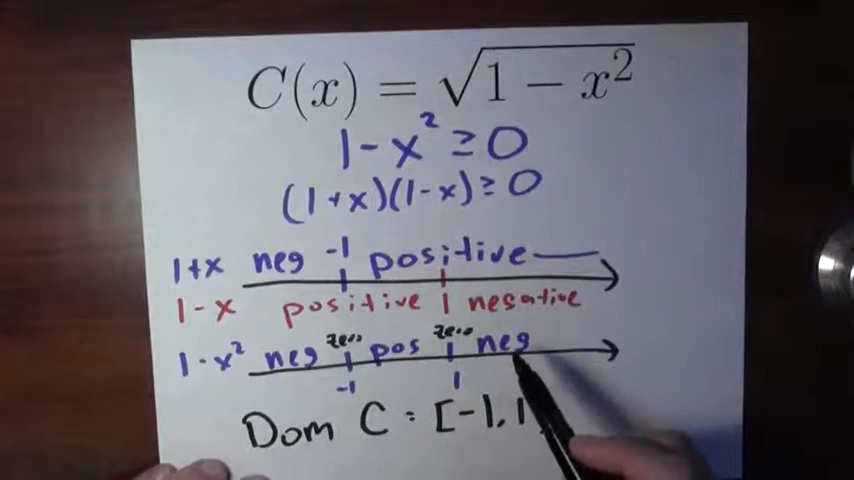 C(x) = √1 − x²
1 - x² ≥ 0
(1+x)(1-x) ≥ 0
1+x neg -1 positive
1-x positive 1 negative
1-x² neg zero pos zero neg
-1 1
Dom C = [-1, 1